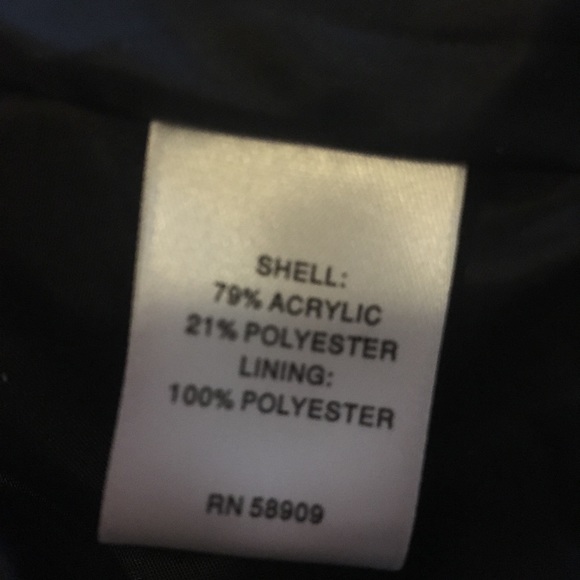 SHELL:
79% ACRYLIC
21% POLYESTER
LINING:
100% POLYESTER
RN 58909